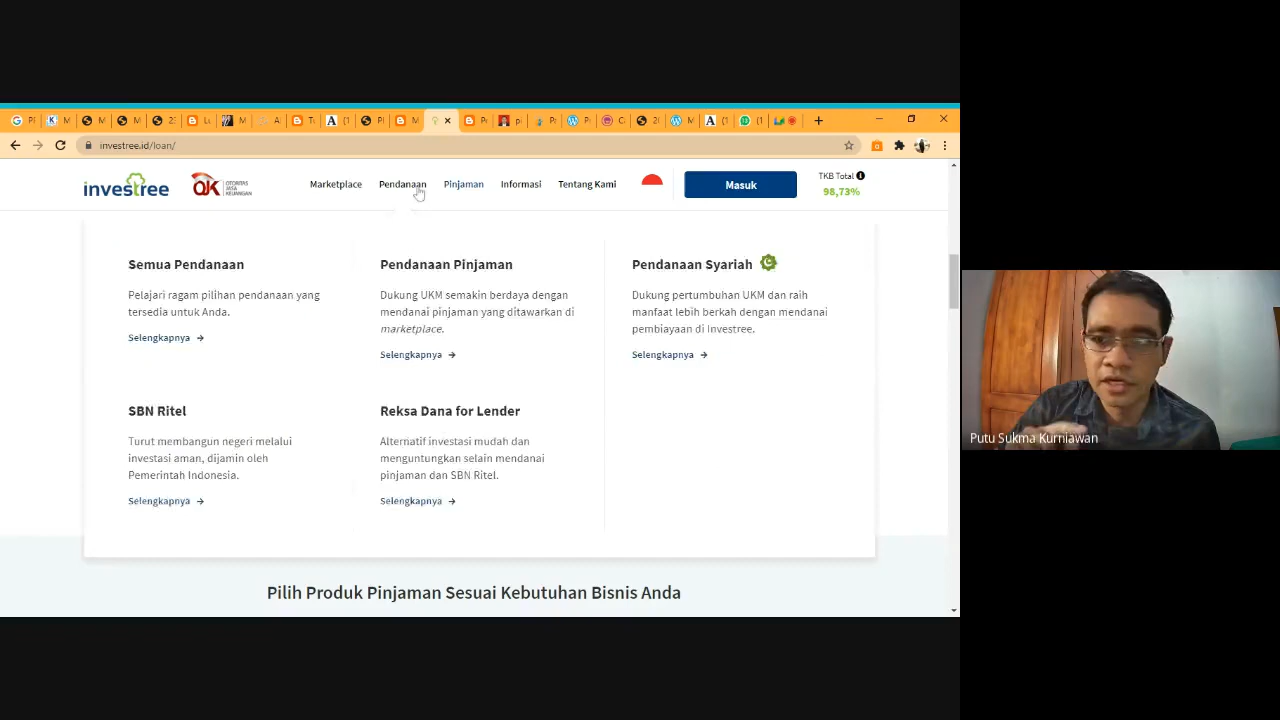 investree.id/loan/
investree
OJK OTORITAS JASA KEUANGAN
Marketplace Pendanaan Pinjaman Informasi Tentang Kami
Masuk
TKB Total
98,73%
Semua Pendanaan
Pelajari ragam pilihan pendanaan yang
tersedia untuk Anda.
Selengkapnya →
Pendanaan Pinjaman
Dukung UKM semakin berdaya dengan
mendanai pinjaman yang ditawarkan di
marketplace.
Selengkapnya →
Pendanaan Syariah
Dukung pertumbuhan UKM dan raih
manfaat lebih berkah dengan mendanai
pembiayaan di Investree.
Selengkapnya →
SBN Ritel
Turut membangun negeri melalui
investasi aman, dijamin oleh
Pemerintah Indonesia.
Selengkapnya →
Reksa Dana for Lender
Alternatif investasi mudah dan
menguntungkan selain mendanai
pinjaman dan SBN Ritel.
Selengkapnya →
Pilih Produk Pinjaman Sesuai Kebutuhan Bisnis Anda
Putu Sukma Kurniawan